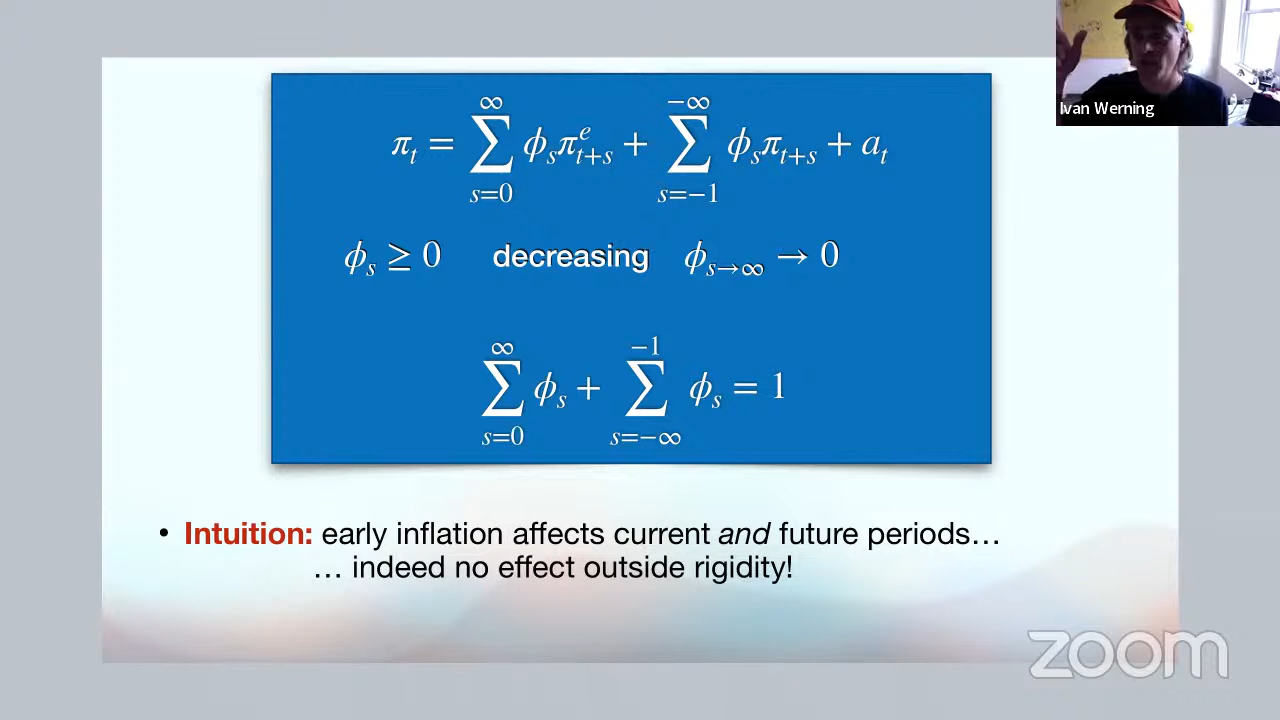 Ivan Werning
π_t = ∑_{s=0}^{∞} ϕ_s π^e_{t+s} + ∑_{s=−1}^{−∞} ϕ_s π_{t+s} + a_t
ϕ_s ≥ 0 decreasing ϕ_{s→∞} → 0
∑_{s=0}^{∞} ϕ_s + ∑_{s=−∞}^{−1} ϕ_s = 1
• Intuition: early inflation affects current and future periods…
… indeed no effect outside rigidity!
zoom